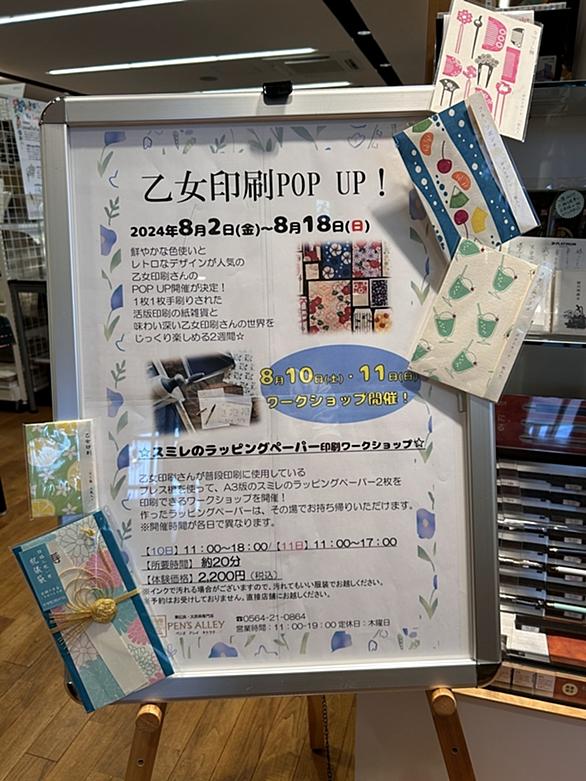 乙女印刷POP UP！
2024年8月2日(金)～8月18日(日)
鮮やかな色使いと
レトロなデザインが人気の
乙女印刷さんの
POP UP開催が決定！
1枚1枚手刷りされた
活版印刷の紙雑貨と
味わい深い乙女印刷さんの世界を
じっくり楽しめる2週間☆
8月10日(土)・11日(日)
ワークショップ開催！
☆スミレのラッピングペーパー印刷ワークショップ☆
乙女印刷さんが普段印刷に使用している
プレス機を使って、A3版のスミレのラッピングペーパー2枚を
印刷できるワークショップを開催！
作ったラッピングペーパーは、その場でお持ち帰りいただけます。
※開催時間が各日で異なります。
【10日】11：00～18：00【11日】11：00～17：00
【所要時間】約20分
【体験価格】2,200円（税込）
※インクで汚れる場合がございますので、汚れてもいい服装でお越しください。
※予約はお受けしておりません。直接店舗にお越しください。
PEN'S ALLEY
ペンズ アレイ タケウチ
☎0564-21-0864
営業時間：11：00-19：00 定休日：木曜日
乙女印刷
祝儀袋